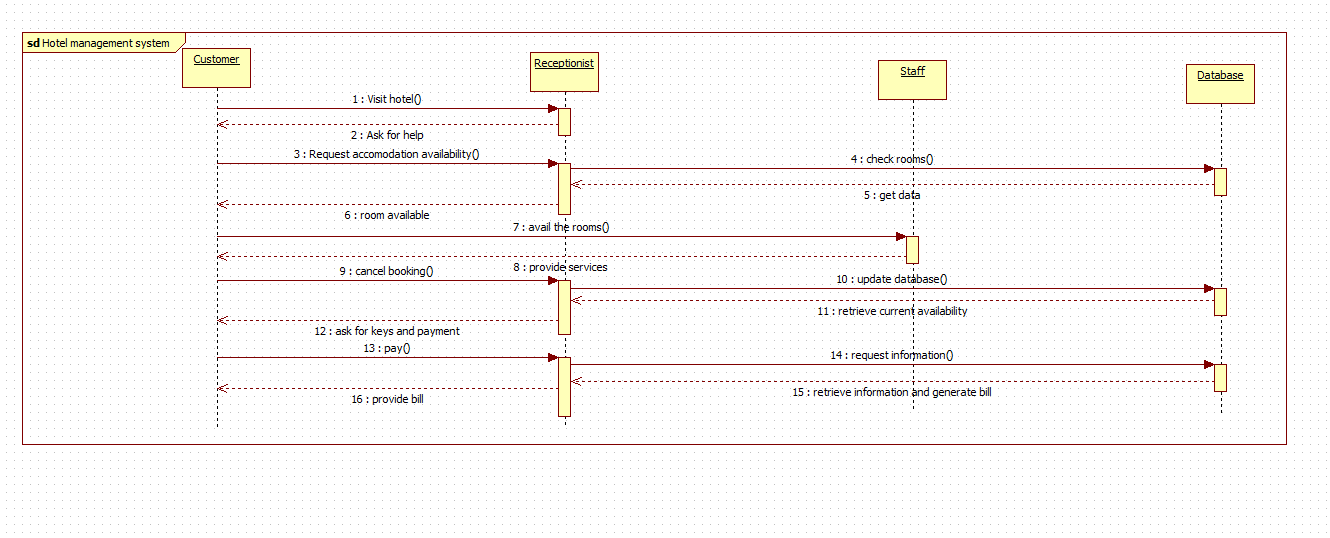 sd Hotel management system
Customer
Receptionist
Staff
Database
1 : Visit hotel()
2 : Ask for help
3 : Request accomodation availability()
4 : check rooms()
5 : get data
6 : room available
7 : avail the rooms()
8 : provide services
9 : cancel booking()
10 : update database()
11 : retrieve current availability
12 : ask for keys and payment
13 : pay()
14 : request information()
15 : retrieve information and generate bill
16 : provide bill